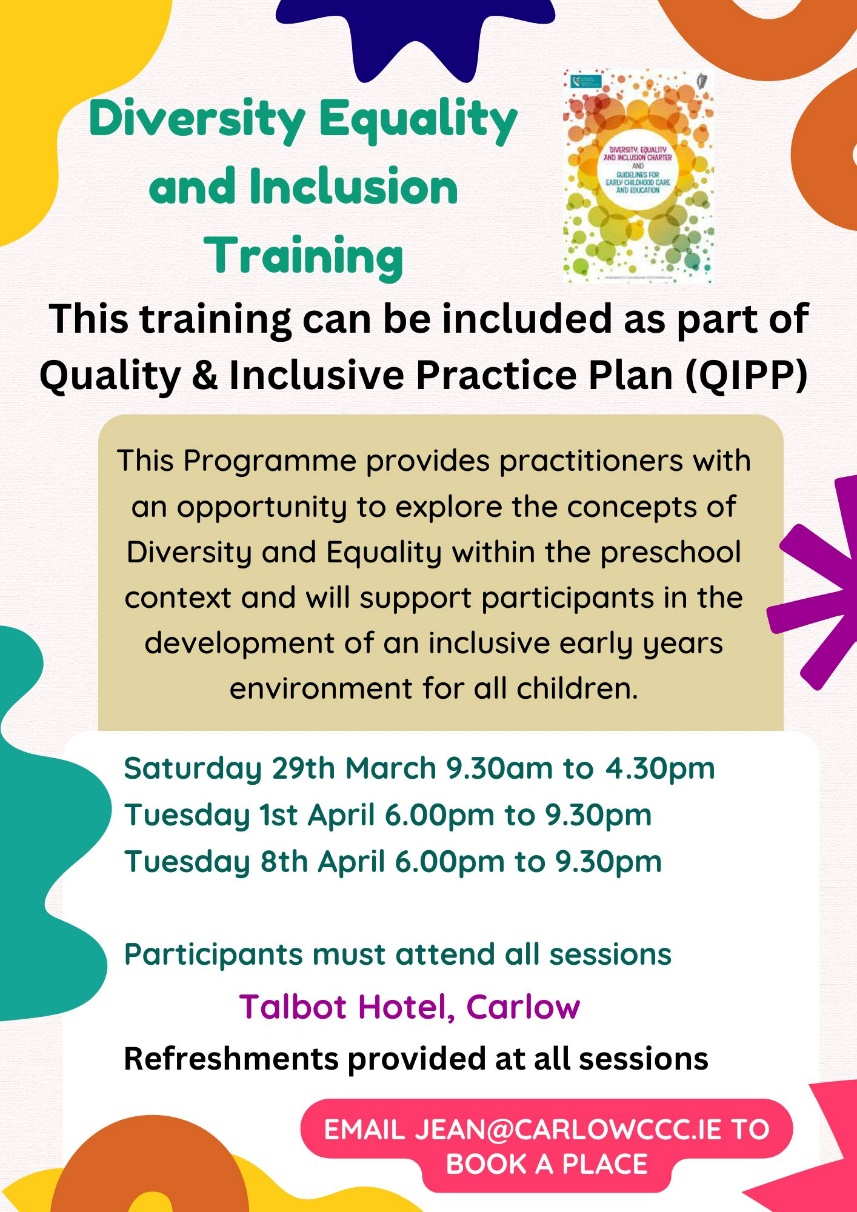 Diversity Equality
and Inclusion
Training
DIVERSITY, EQUALITY
AND INCLUSION CHARTER
AND
GUIDELINES FOR
EARLY CHILDHOOD CARE
AND EDUCATION
This training can be included as part of
Quality & Inclusive Practice Plan (QIPP)
This Programme provides practitioners with
an opportunity to explore the concepts of
Diversity and Equality within the preschool
context and will support participants in the
development of an inclusive early years
environment for all children.
Saturday 29th March 9.30am to 4.30pm
Tuesday 1st April 6.00pm to 9.30pm
Tuesday 8th April 6.00pm to 9.30pm
Participants must attend all sessions
Talbot Hotel, Carlow
Refreshments provided at all sessions
EMAIL JEAN@CARLOWCCC.IE TO
BOOK A PLACE